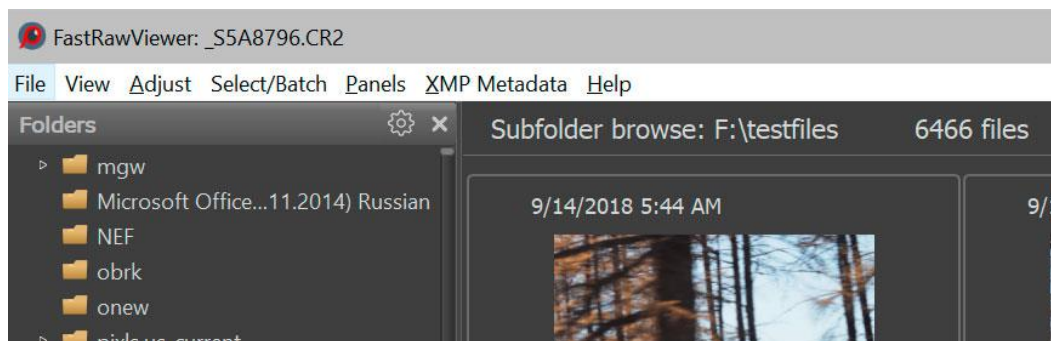 FastRawViewer: _S5A8796.CR2
File View Adjust Select/Batch Panels XMP Metadata Help
Folders
Subfolder browse: F:\testfiles 6466 files
mgw
Microsoft Office...11.2014) Russian
NEF
obrk
onew
9/14/2018 5:44 AM
9/